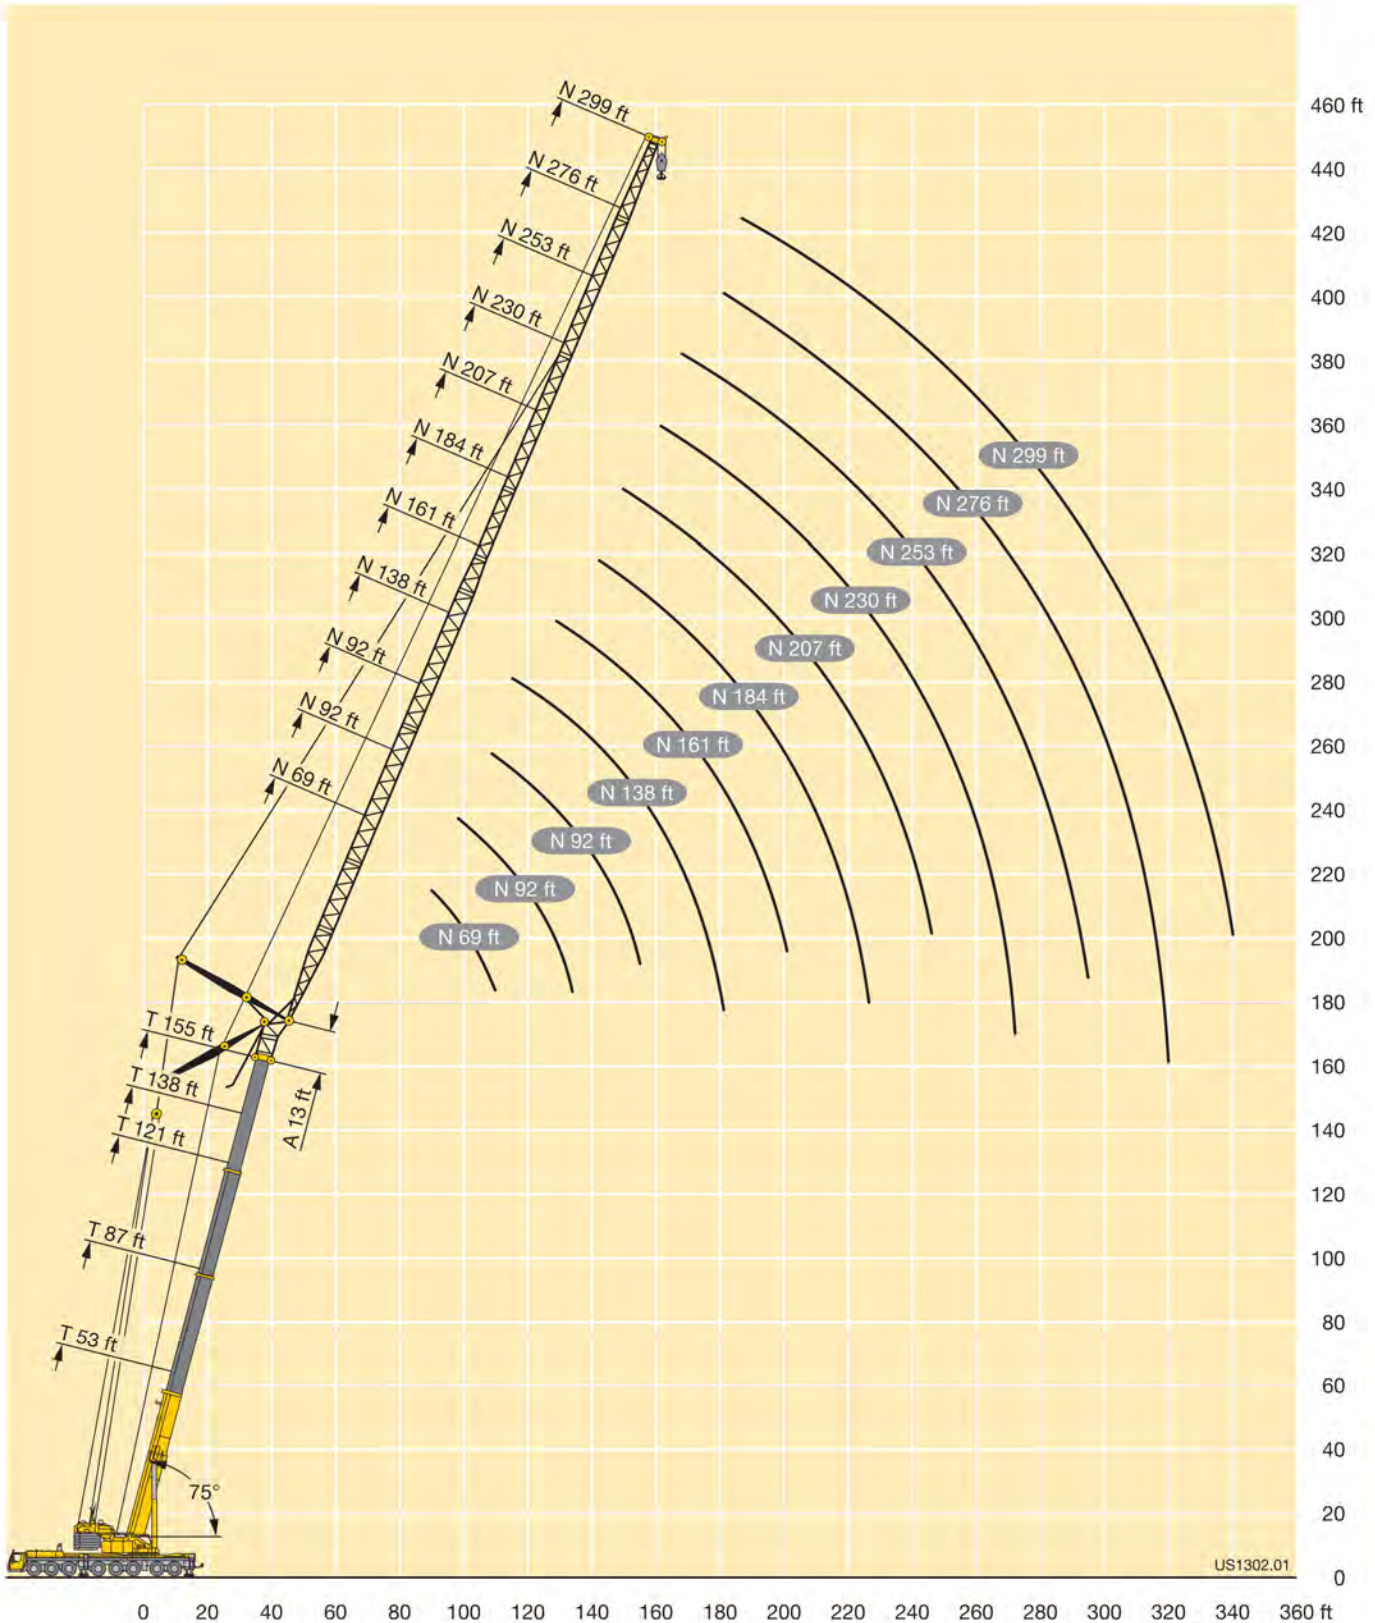 N 299 ft
460 ft
440
N 276 ft
420
N 253 ft
400
N 230 ft
380
N 207 ft
360
N 184 ft
N 299 ft
340
N 161 ft
N 276 ft
320
N 253 ft
N 138 ft
300
N 230 ft
N 92 ft
N 207 ft
280
N 92 ft
N 184 ft
260
N 161 ft
N 69 ft
240
N 138 ft
N 92 ft
220
N 92 ft
200
N 69 ft
180
T 155 ft
160
T 138 ft
A 13 ft
140
T 121 ft
120
T 87 ft
100
80
T 53 ft
60
40
75°
20
US1302.01
0
0 20 40 60 80 100 120 140 160 180 200 220 240 260 280 300 320 340 360 ft